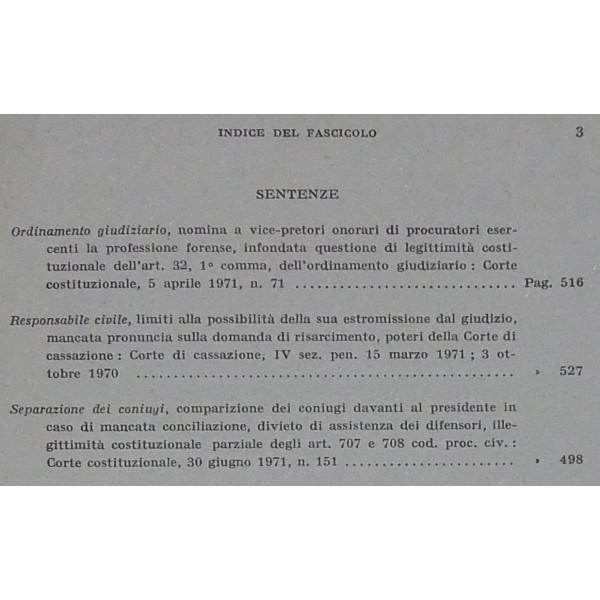 INDICE DEL FASCICOLO 3
SENTENZE
Ordinamento giudiziario, nomina a vice-pretori onorari di procuratori eser-
centi la professione forense, infondata questione di legittimità costi-
tuzionale dell'art. 32, 1° comma, dell'ordinamento giudiziario : Corte
costituzionale, 5 aprile 1971, n. 71 .............................. Pag. 516
Responsabile civile, limiti alla possibilità della sua estromissione dal giudizio,
mancata pronuncia sulla domanda di risarcimento, poteri della Corte di
cassazione : Corte di cassazione, IV sez. pen. 15 marzo 1971 ; 3 ot-
tobre 1970 .................................................... » 527
Separazione dei coniugi, comparizione dei coniugi davanti al presidente in
caso di mancata conciliazione, divieto di assistenza dei difensori, ille-
gittimità costituzionale parziale degli art. 707 e 708 cod. proc. civ. :
Corte costituzionale, 30 giugno 1971, n. 151 ........................ » 498